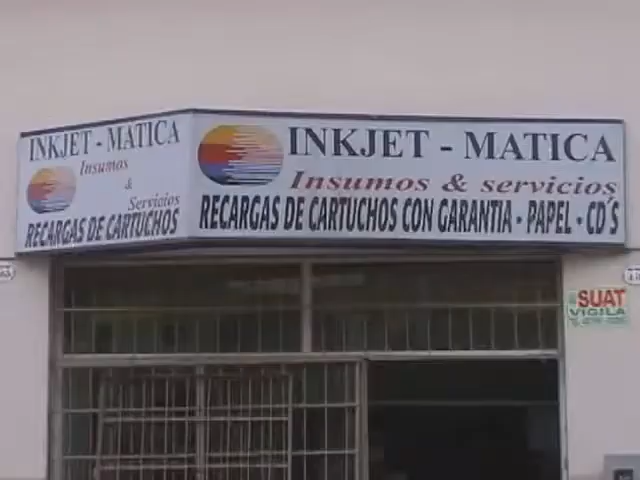 INKJET - MATICA
Insumos
&
Servicios
RECARGAS DE CARTUCHOS
INKJET - MATICA
Insumos & servicios
RECARGAS DE CARTUCHOS CON GARANTIA - PAPEL - CD´S
SUAT
VIGILA